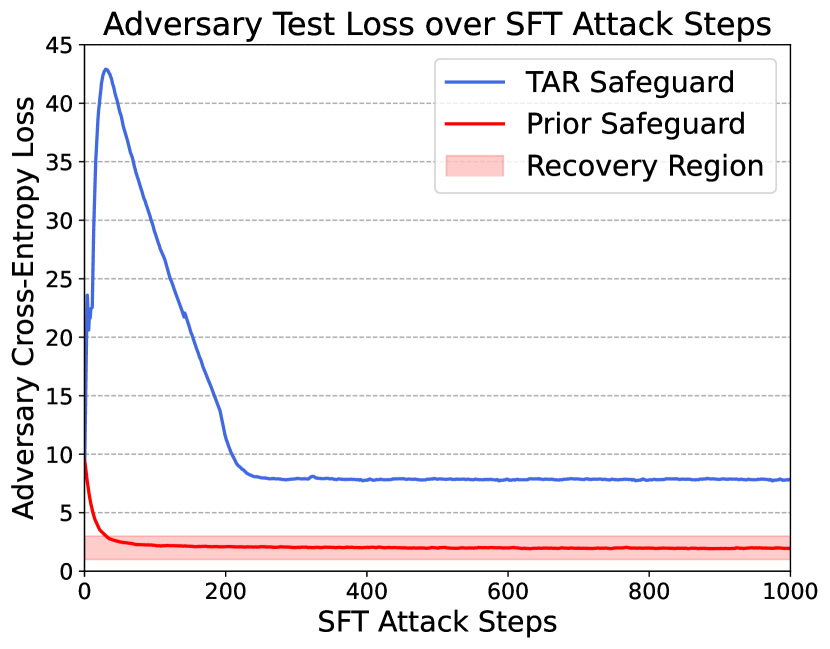 Adversary Test Loss over SFT Attack Steps
Adversary Cross-Entropy Loss
45
40
35
30
25
20
15
10
5
0
TAR Safeguard
Prior Safeguard
Recovery Region
0 200 400 600 800 1000
SFT Attack Steps